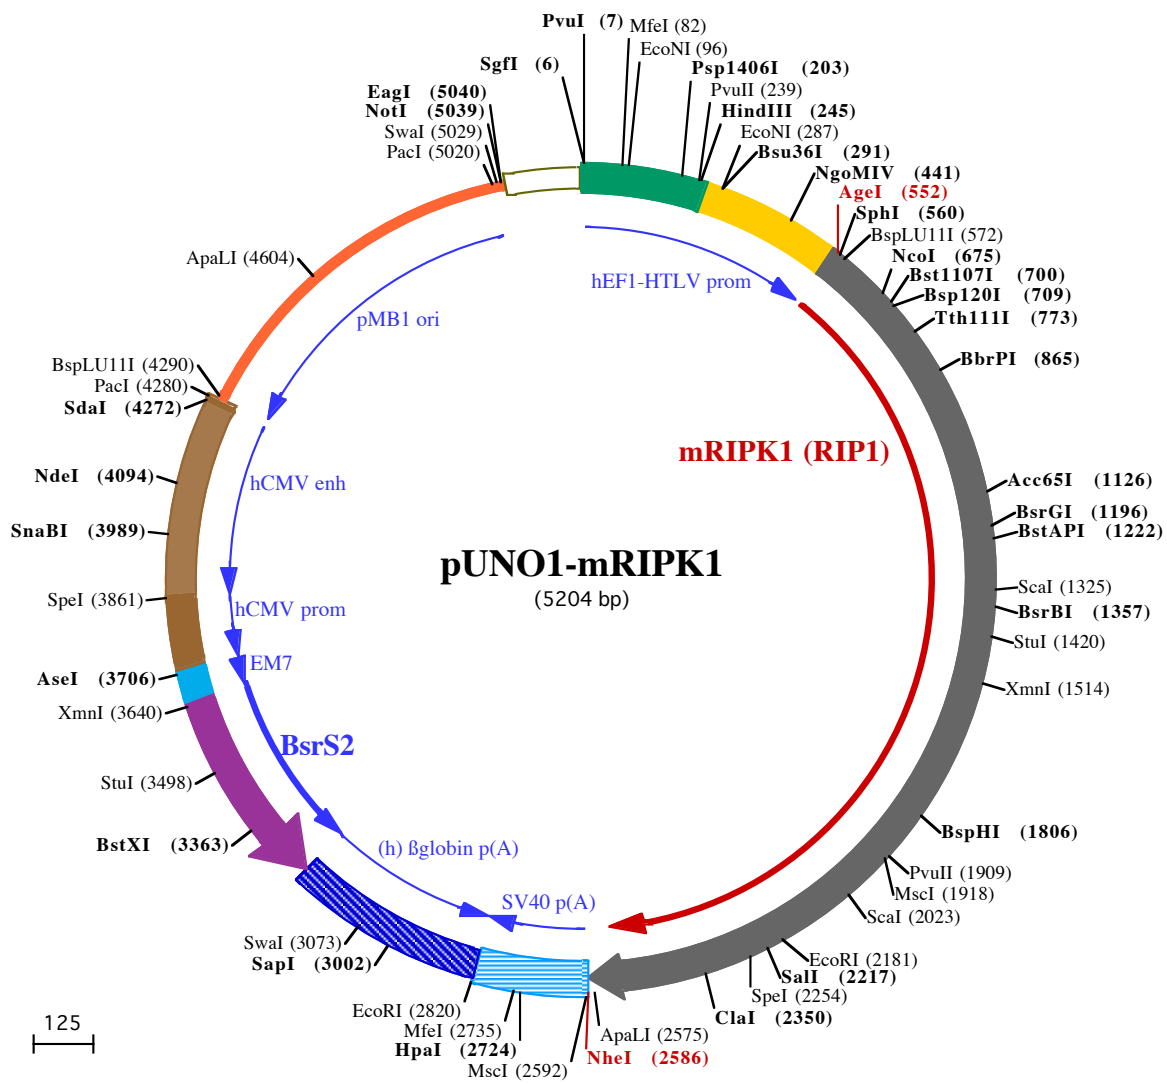 PvuI (7)
MfeI (82)
EcoNI (96)
SgfI (6)
Psp1406I (203)
PvuII (239)
HindIII (245)
EcoNI (287)
Bsu36I (291)
NgoMIV (441)
AgeI (552)
SphI (560)
BspLU11I (572)
NcoI (675)
Bst1107I (700)
Bsp120I (709)
Tth111I (773)
BbrPI (865)
Acc65I (1126)
BsrGI (1196)
BstAPI (1222)
ScaI (1325)
BsrBI (1357)
StuI (1420)
XmnI (1514)
BspHI (1806)
PvuII (1909)
MscI (1918)
ScaI (2023)
EcoRI (2181)
SalI (2217)
SpeI (2254)
ClaI (2350)
ApaLI (2575)
NheI (2586)
MscI (2592)
HpaI (2724)
MfeI (2735)
EcoRI (2820)
SapI (3002)
SwaI (3073)
BstXI (3363)
StuI (3498)
XmnI (3640)
AseI (3706)
SpeI (3861)
SnaBI (3989)
NdeI (4094)
SdaI (4272)
PacI (4280)
BspLU11I (4290)
ApaLI (4604)
PacI (5020)
SwaI (5029)
NotI (5039)
EagI (5040)
hEF1-HTLV prom
pMB1 ori
mRIPK1 (RIP1)
hCMV enh
pUNO1-mRIPK1
(5204 bp)
hCMV prom
EM7
BsrS2
(h) ßglobin p(A)
SV40 p(A)
125